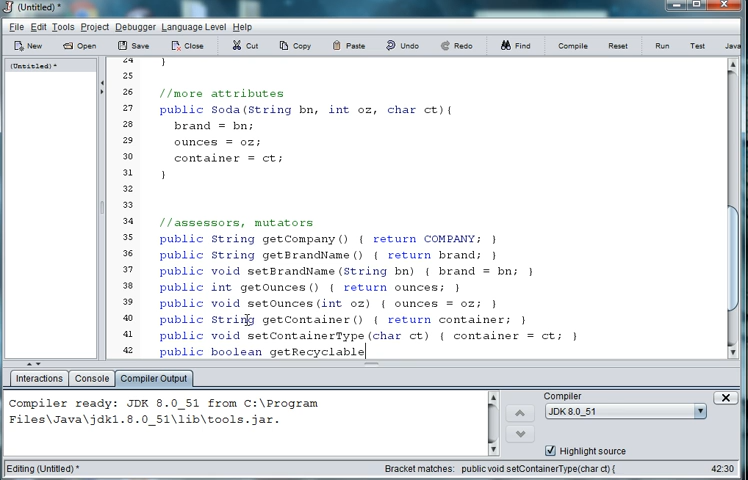 (Untitled) *
File Edit Tools Project Debugger Language Level Help
New Open Save Close Cut Copy Paste Undo Redo Find Compile Reset Run Test Java
(Untitled) *
24 }
25
26 //more attributes
27 public Soda(String bn, int oz, char ct){
28 brand = bn;
29 ounces = oz;
30 container = ct;
31 }
32
33
34 //assessors, mutators
35 public String getCompany() { return COMPANY; }
36 public String getBrandName() { return brand; }
37 public void setBrandName(String bn) { brand = bn; }
38 public int getOunces() { return ounces; }
39 public void setOunces(int oz) { ounces = oz; }
40 public String getContainer() { return container; }
41 public void setContainerType(char ct) { container = ct; }
42 public boolean getRecyclable
Interactions Console Compiler Output
Compiler ready: JDK 8.0_51 from C:\Program
Files\Java\jdk1.8.0_51\lib\tools.jar.
Compiler
JDK 8.0_51
Highlight source
Editing (Untitled) * Bracket matches: public void setContainerType(char ct) { 42:30